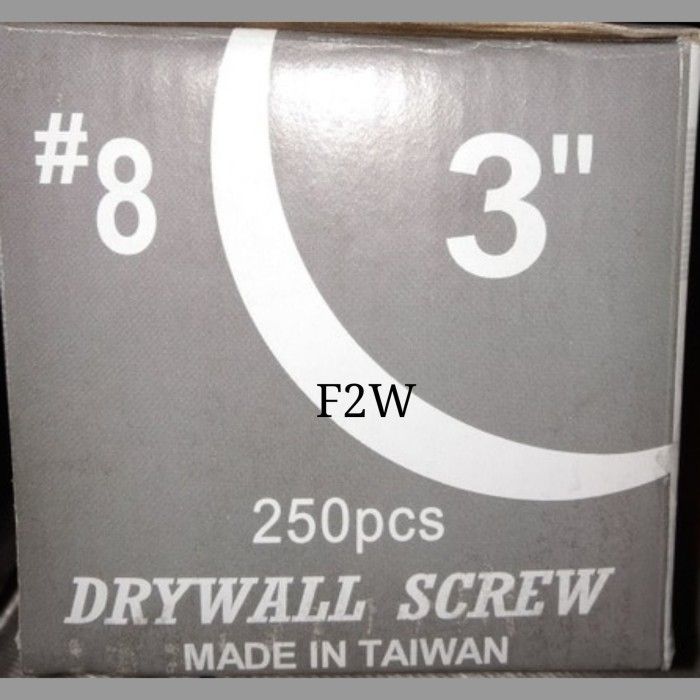 #8
3"
F2W
250pcs
DRYWALL SCREW
MADE IN TAIWAN